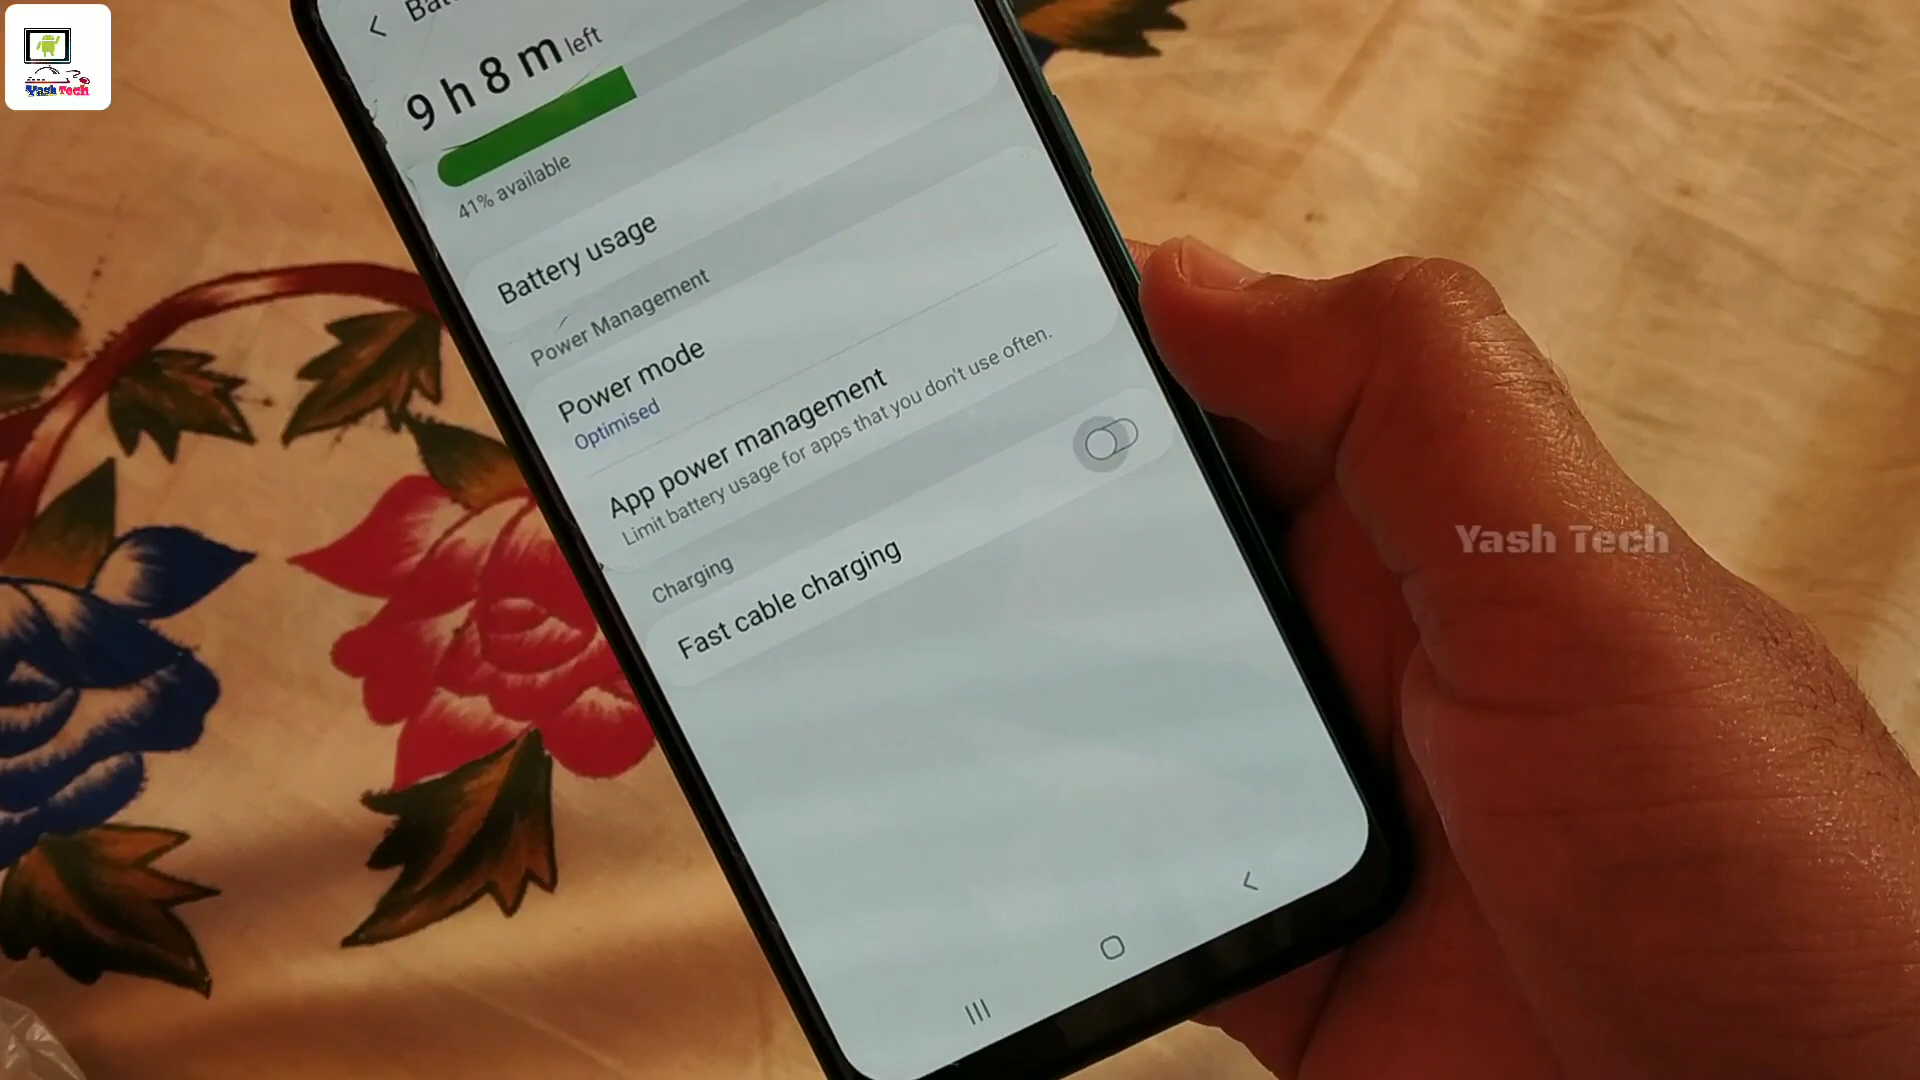 Yash Tech
9 h 8 m left
41% available
Battery usage
Power Management
Power mode
Optimised
App power management
Limit battery usage for apps that you don't use often.
Charging
Fast cable charging
Yash Tech